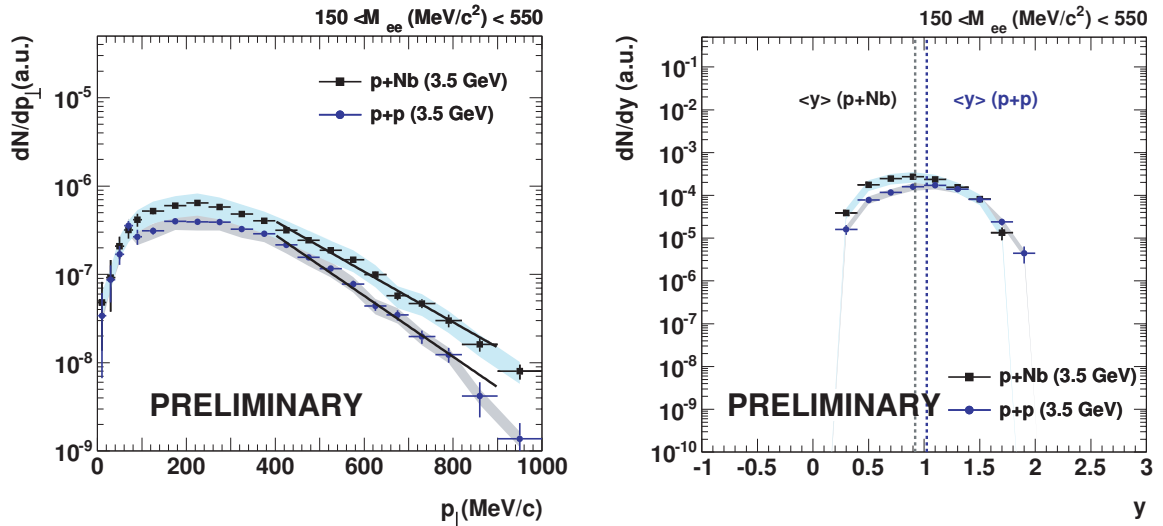 150 <M ee (MeV/c²) < 550
dN/dp⊥(a.u.)
p+Nb (3.5 GeV)
p+p (3.5 GeV)
10⁻⁵
10⁻⁶
10⁻⁷
10⁻⁸
10⁻⁹
PRELIMINARY
0 200 400 600 800 1000
p⊥(MeV/c)
150 <M ee (MeV/c²) < 550
dN/dy (a.u.)
<y> (p+Nb) <y> (p+p)
10⁻¹
10⁻²
10⁻³
10⁻⁴
10⁻⁵
10⁻⁶
10⁻⁷
10⁻⁸
10⁻⁹
10⁻¹⁰
p+Nb (3.5 GeV)
p+p (3.5 GeV)
PRELIMINARY
-1 -0.5 0 0.5 1 1.5 2 2.5 3
y